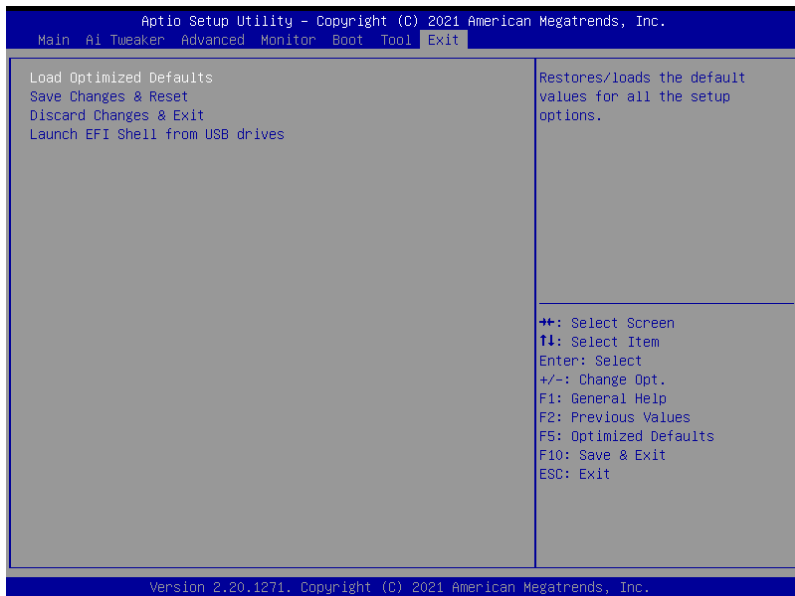 Aptio Setup Utility – Copyright (C) 2021 American Megatrends, Inc.
Main Ai Tweaker Advanced Monitor Boot Tool Exit
Load Optimized Defaults
Save Changes & Reset
Discard Changes & Exit
Launch EFI Shell from USB drives
Restores/loads the default
values for all the setup
options.
→←: Select Screen
↑↓: Select Item
Enter: Select
+/-: Change Opt.
F1: General Help
F2: Previous Values
F5: Optimized Defaults
F10: Save & Exit
ESC: Exit
Version 2.20.1271. Copyright (C) 2021 American Megatrends, Inc.